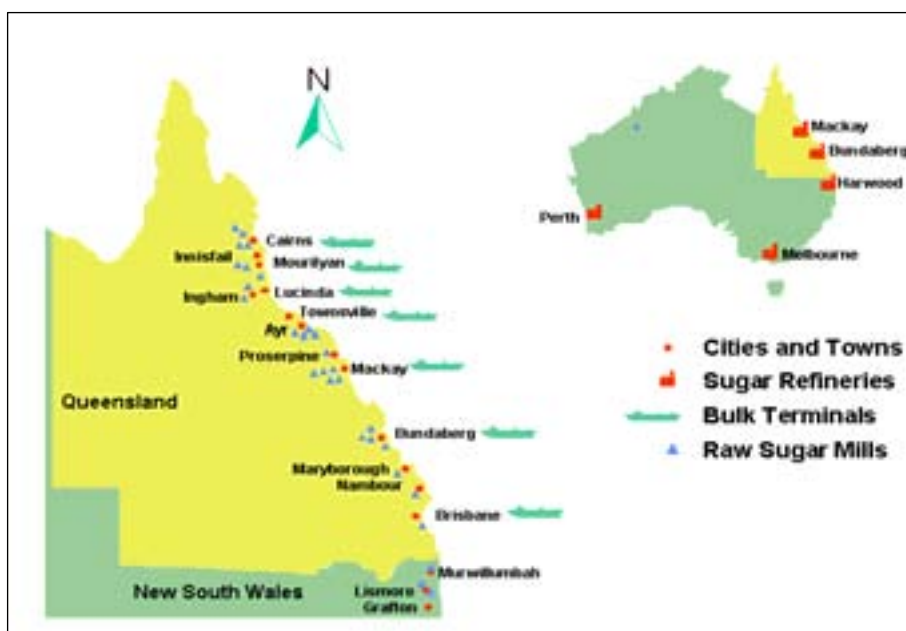 N
Cairns
Innisfail
Mourilyan
Lucinda
Ingham
Townsville
Ayr
Proserpine
Mackay
Queensland
Bundaberg
Maryborough
Nambour
Brisbane
Murwillumbah
New South Wales
Lismore
Grafton
Mackay
Bundaberg
Harwood
Perth
Melbourne
Cities and Towns
Sugar Refineries
Bulk Terminals
Raw Sugar Mills